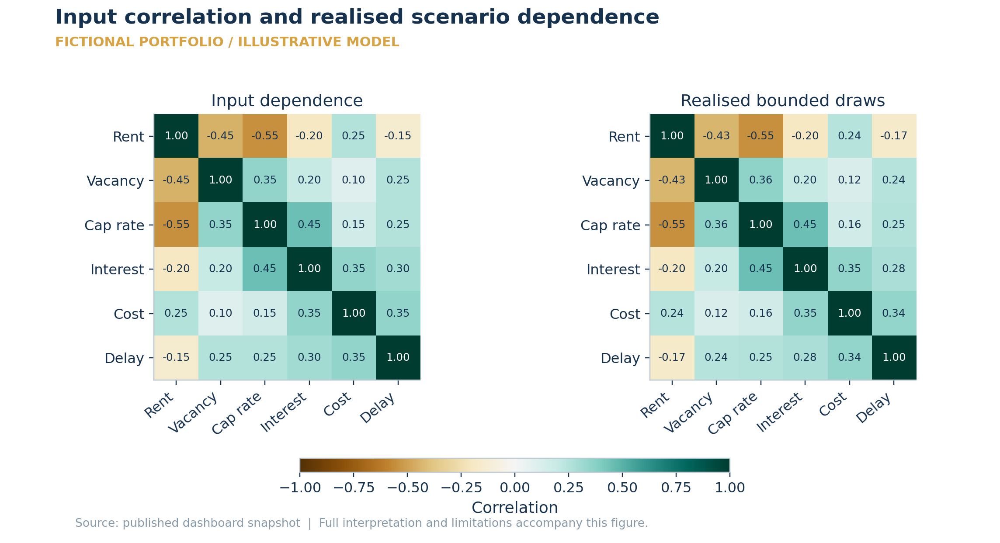 Input correlation and realised scenario dependence
FICTIONAL PORTFOLIO / ILLUSTRATIVE MODEL
Input dependence
Rent 1.00 -0.45 -0.55 -0.20 0.25 -0.15
Vacancy -0.45 1.00 0.35 0.20 0.10 0.25
Cap rate -0.55 0.35 1.00 0.45 0.15 0.25
Interest -0.20 0.20 0.45 1.00 0.35 0.30
Cost 0.25 0.10 0.15 0.35 1.00 0.35
Delay -0.15 0.25 0.25 0.30 0.35 1.00
Rent Vacancy Cap rate Interest Cost Delay
Realised bounded draws
Rent 1.00 -0.43 -0.55 -0.20 0.24 -0.17
Vacancy -0.43 1.00 0.36 0.20 0.12 0.24
Cap rate -0.55 0.36 1.00 0.45 0.16 0.25
Interest -0.20 0.20 0.45 1.00 0.35 0.28
Cost 0.24 0.12 0.16 0.35 1.00 0.34
Delay -0.17 0.24 0.25 0.28 0.34 1.00
Rent Vacancy Cap rate Interest Cost Delay
−1.00 −0.75 −0.50 −0.25 0.00 0.25 0.50 0.75 1.00
Correlation
Source: published dashboard snapshot | Full interpretation and limitations accompany this figure.